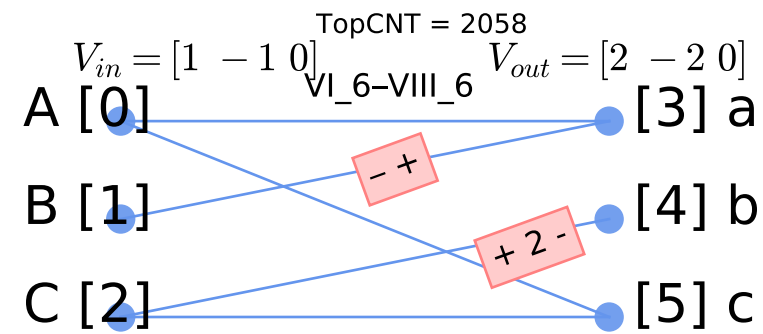 TopCNT = 2058
V_in = [1 −1 0]
V_out = [2 −2 0]
VI_6–VIII_6
A [0]
[3] a
− +
B [1]
[4] b
+ 2 -
C [2]
[5] c